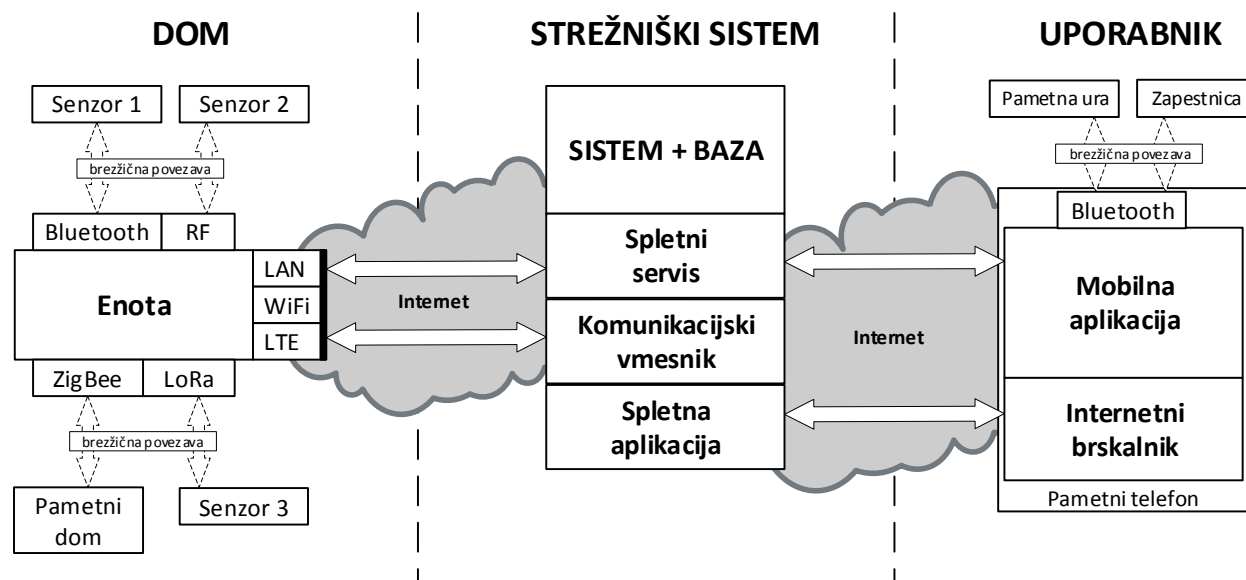 DOM
STREŽNIŠKI SISTEM
UPORABNIK
Senzor 1
Senzor 2
brezžična povezava
Bluetooth
RF
Enota
LAN
WiFi
LTE
ZigBee
LoRa
brezžična povezava
Pametni
dom
Senzor 3
Internet
SISTEM + BAZA
Spletni
servis
Komunikacijski
vmesnik
Spletna
aplikacija
Internet
Pametna ura
Zapestnica
brezžična povezava
Bluetooth
Mobilna
aplikacija
Internetni
brskalnik
Pametni telefon